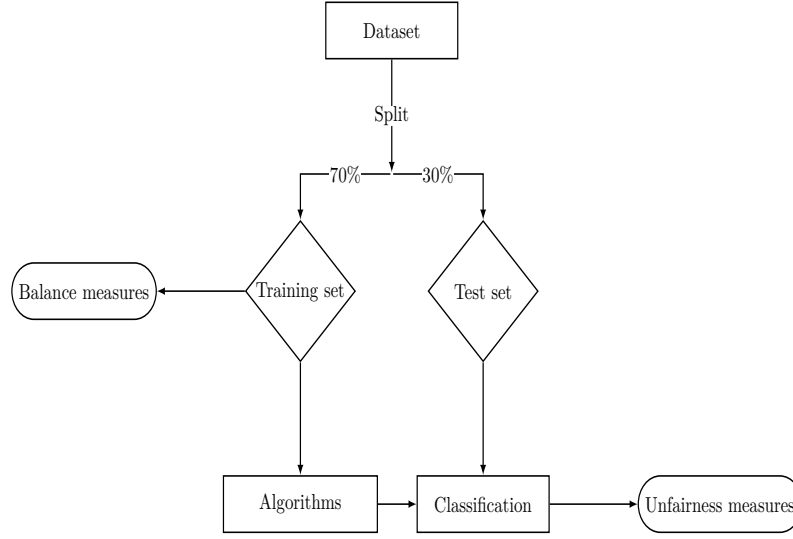 Dataset
Split
70%
30%
Balance measures
Training set
Test set
Algorithms
Classification
Unfairness measures